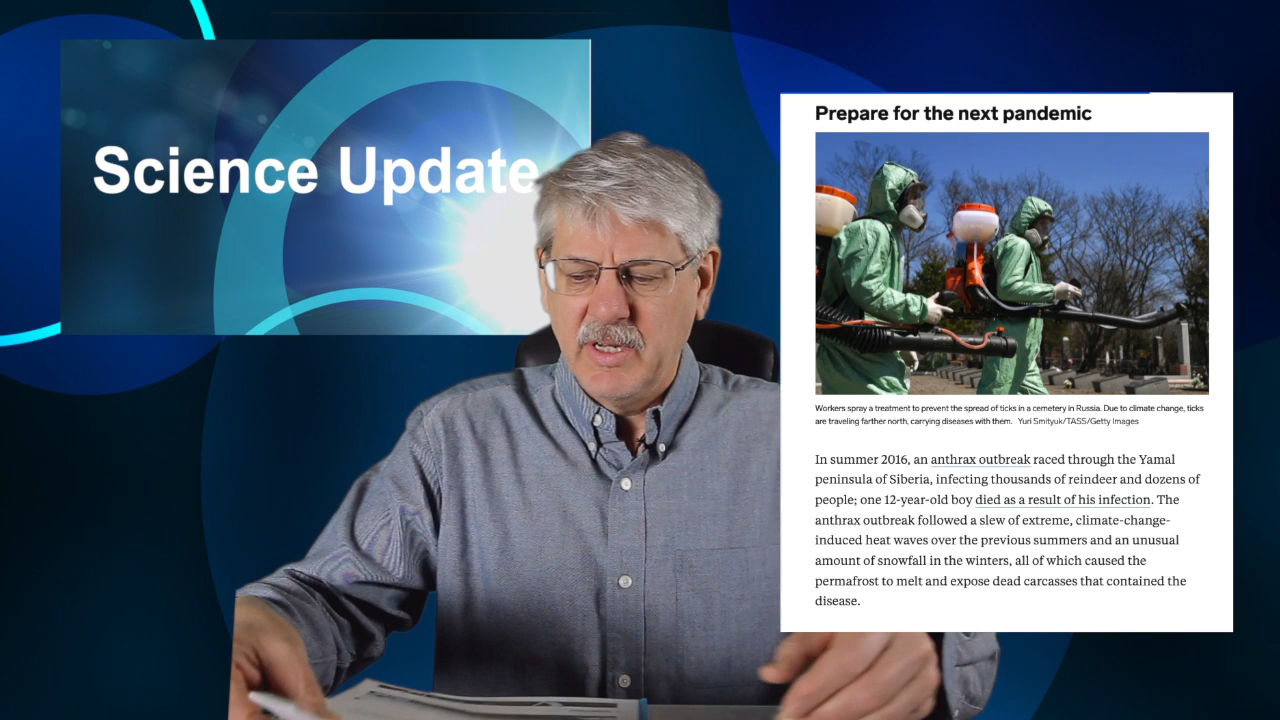 Science Update
Prepare for the next pandemic
Workers spray a treatment to prevent the spread of ticks in a cemetery in Russia. Due to climate change, ticks
are traveling farther north, carrying diseases with them. Yuri Smityuk/TASS/Getty Images
In summer 2016, an anthrax outbreak raced through the Yamal
peninsula of Siberia, infecting thousands of reindeer and dozens of
people; one 12-year-old boy died as a result of his infection. The
anthrax outbreak followed a slew of extreme, climate-change-
induced heat waves over the previous summers and an unusual
amount of snowfall in the winters, all of which caused the
permafrost to melt and expose dead carcasses that contained the
disease.